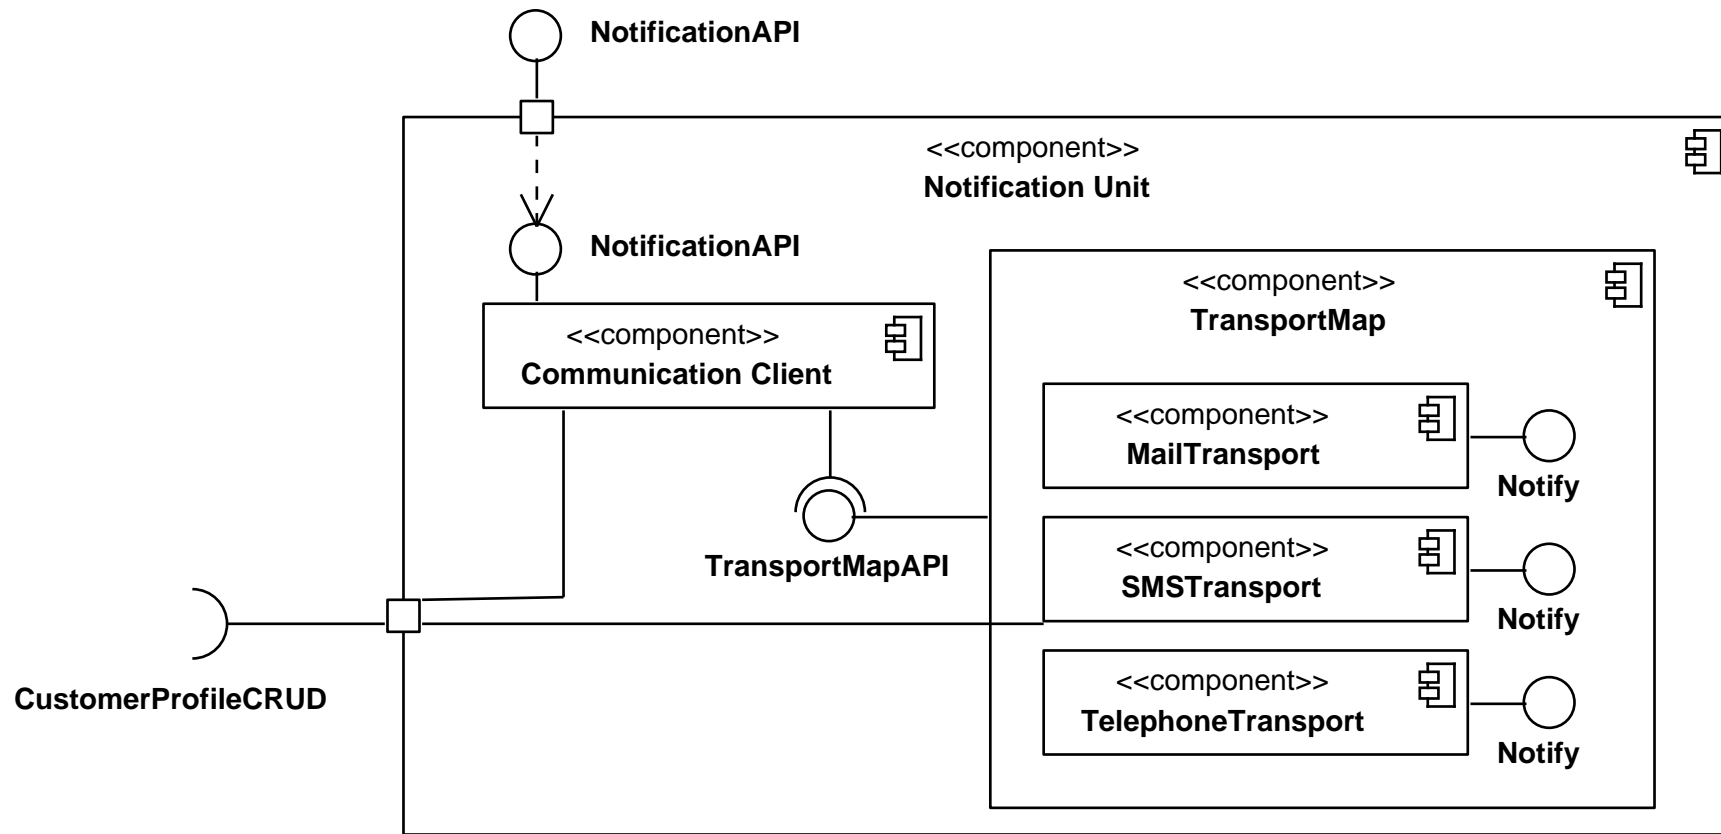 NotificationAPI
<<component>>
Notification Unit
NotificationAPI
<<component>>
TransportMap
<<component>>
Communication Client
<<component>>
MailTransport
Notify
TransportMapAPI
<<component>>
SMSTransport
Notify
CustomerProfileCRUD
<<component>>
TelephoneTransport
Notify